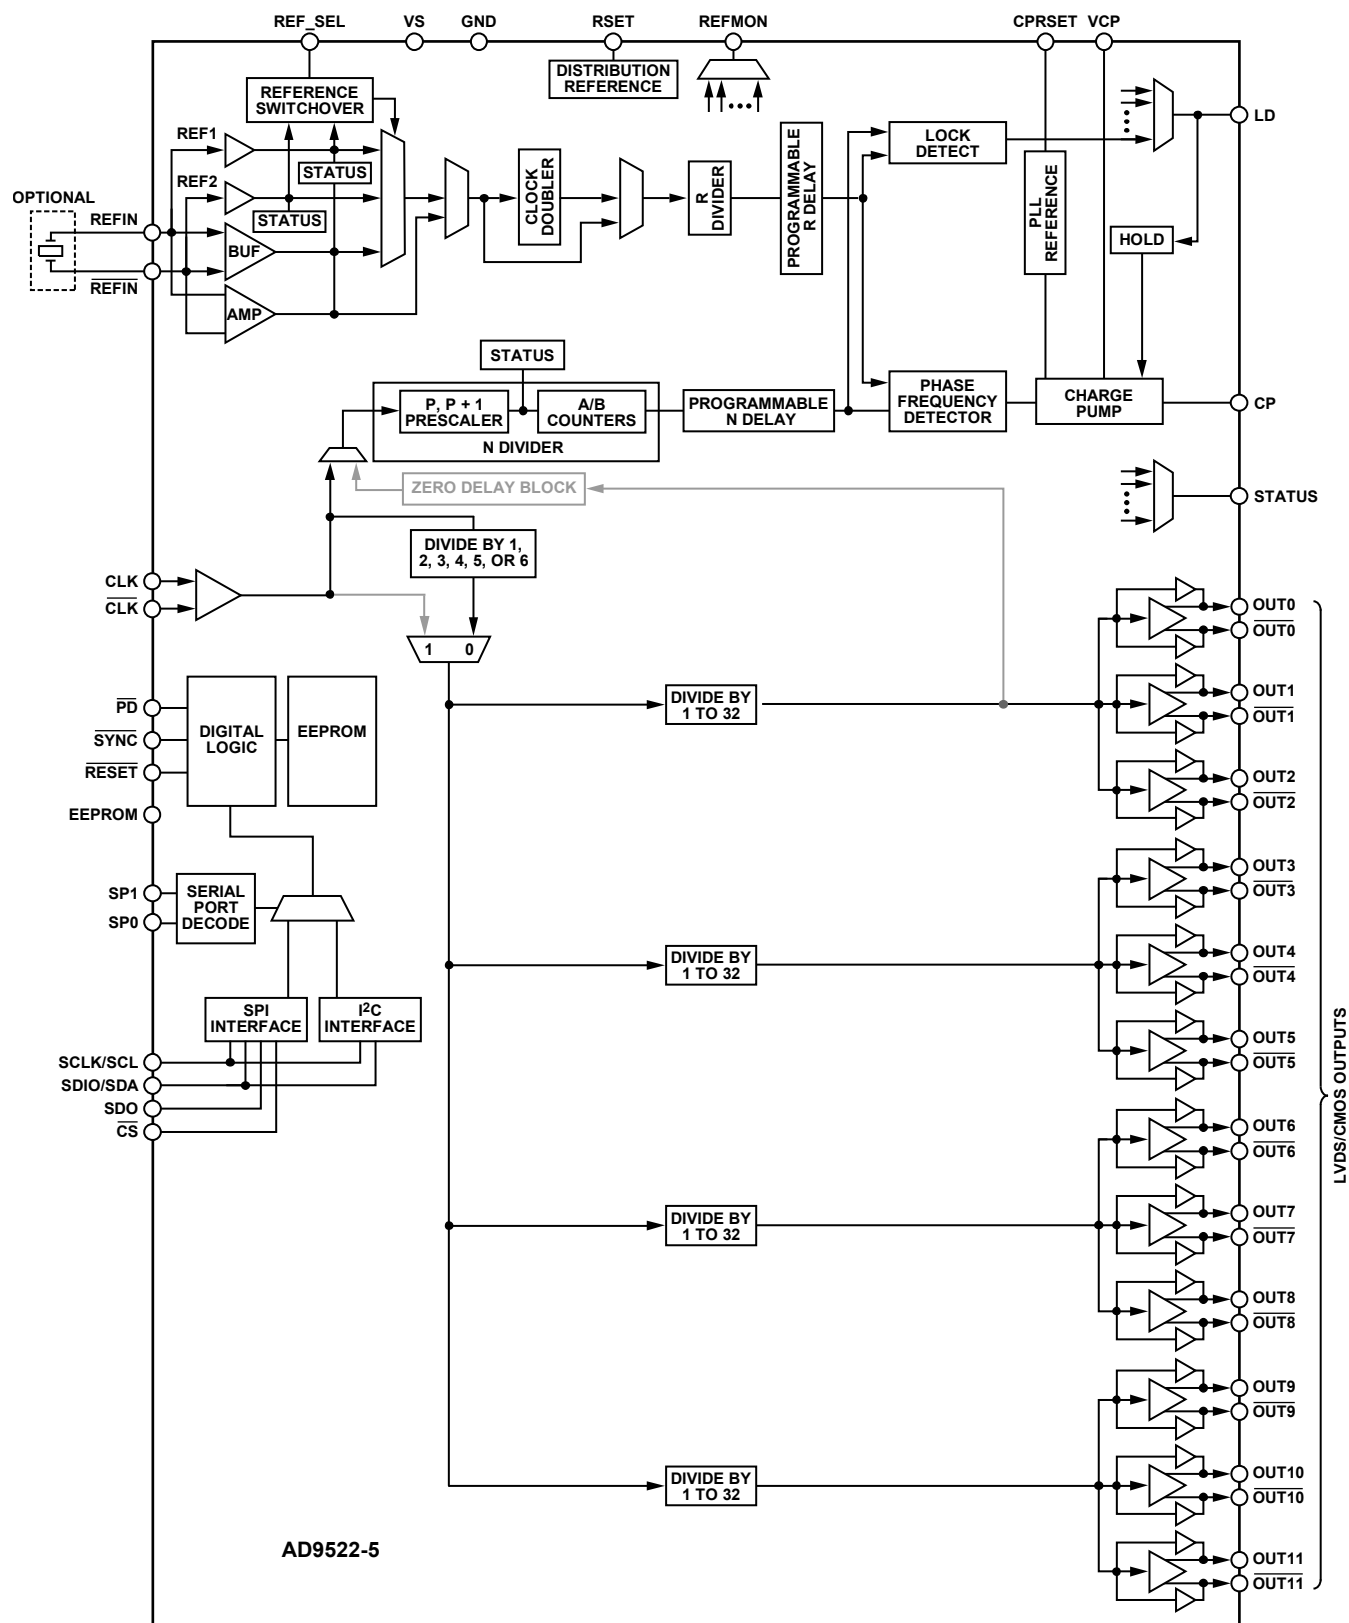 REF_SEL
VS
GND
RSET
REFMON
CPRSET
VCP
REFERENCE
SWITCHOVER
DISTRIBUTION
REFERENCE
LD
REF1
STATUS
REF2
STATUS
OPTIONAL
REFIN
REFIN
BUF
AMP
CLOCK
DOUBLER
R
DIVIDER
PROGRAMMABLE
R DELAY
LOCK
DETECT
PLL
REFERENCE
HOLD
STATUS
P, P + 1
PRESCALER
A/B
COUNTERS
N DIVIDER
PROGRAMMABLE
N DELAY
PHASE
FREQUENCY
DETECTOR
CHARGE
PUMP
CP
ZERO DELAY BLOCK
STATUS
DIVIDE BY 1,
2, 3, 4, 5, OR 6
CLK
CLK
1 0
OUT0
OUT0
DIVIDE BY
1 TO 32
OUT1
OUT1
OUT2
OUT2
PD
SYNC
RESET
EEPROM
DIGITAL
LOGIC
EEPROM
SP1
SP0
SERIAL
PORT
DECODE
OUT3
OUT3
DIVIDE BY
1 TO 32
OUT4
OUT4
OUT5
OUT5
SPI
INTERFACE
I2C
INTERFACE
SCLK/SCL
SDIO/SDA
SDO
CS
LVDS/CMOS OUTPUTS
OUT6
OUT6
DIVIDE BY
1 TO 32
OUT7
OUT7
OUT8
OUT8
OUT9
OUT9
DIVIDE BY
1 TO 32
OUT10
OUT10
OUT11
OUT11
AD9522-5